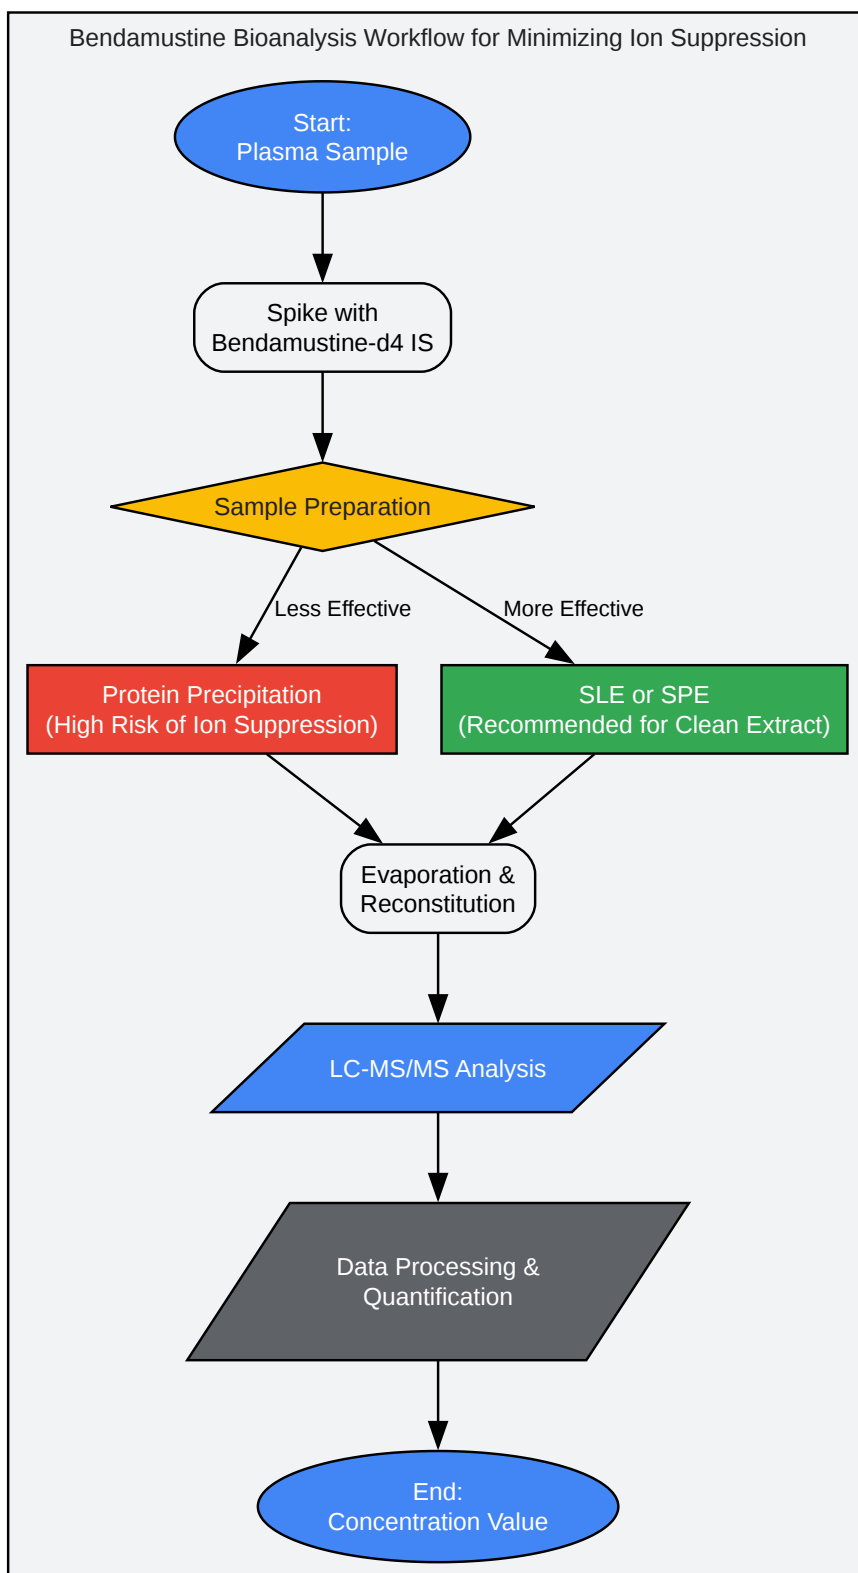 Bendamustine Bioanalysis Workflow for Minimizing Ion Suppression
Start:
Plasma Sample
Spike with
Bendamustine-d4 IS
Sample Preparation
Less Effective
More Effective
Protein Precipitation
(High Risk of Ion Suppression)
SLE or SPE
(Recommended for Clean Extract)
Evaporation &
Reconstitution
LC-MS/MS Analysis
Data Processing &
Quantification
End:
Concentration Value